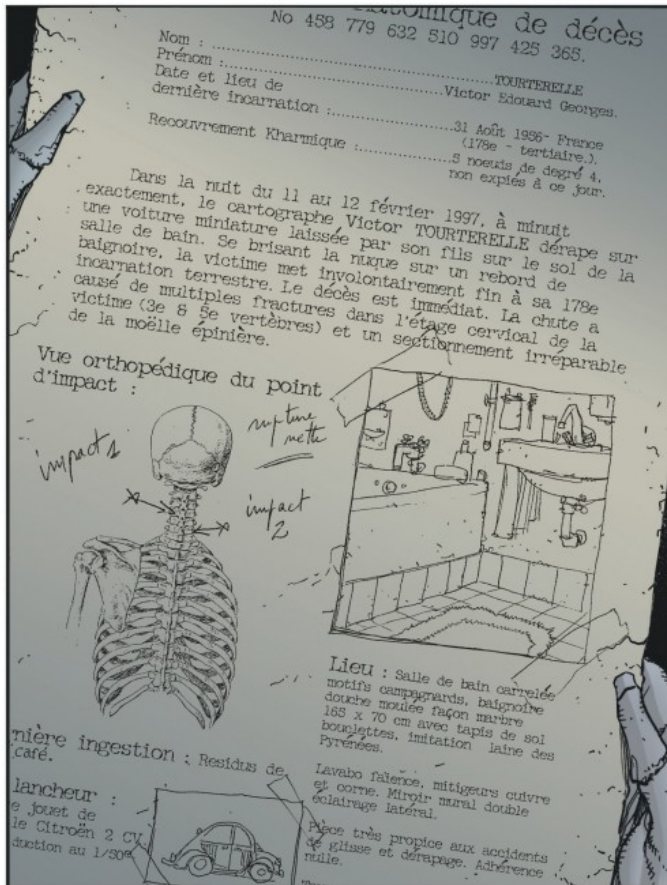 de décès
No 458 779 632 510 997 425 365.
Nom : ........ TOURTERELLE
Prénom : ........ Victor Edouard Georges.
Date et lieu de
dernière incarnation : ........ 31 Août 1956- France
(178e - tertiaire.).
Recouvrement Kharmique : ........ 5 noeuds de degré 4,
non expiés à ce jour.
Dans la nuit du 11 au 12 février 1997, à minuit
exactement, le cartographe Victor TOURTERELLE dérape sur
une voiture miniature laissée par son fils sur le sol de la
salle de bain. Se brisant la nuque sur un rebord de
baignoire, la victime met involontairement fin à sa 178e
incarnation terrestre. Le décès est immédiat. La chute a
causé de multiples fractures dans l'étage cervical de la
victime (3e & 5e vertèbres) et un sectionnement irréparable
de la moëlle épinière.
Vue orthopédique du point
d'impact :
impact 1
rupture
nette
impact
2
Lieu : Salle de bain carrelée
motifs campagnards, baignoire
douche moulée façon marbre
165 x 70 cm avec tapis de sol
bouclettes, imitation laine des
Pyrénées.
Lavabo faïence, mitigeurs cuivre
et corne. Miroir mural double
éclairage latéral.
Pièce très propice aux accidents
de glisse et dérapage. Adhérence
nulle.
nière ingestion : Residus de
café.
lancheur :
e jouet de
le Citroën 2 CV
duction au 1/50e